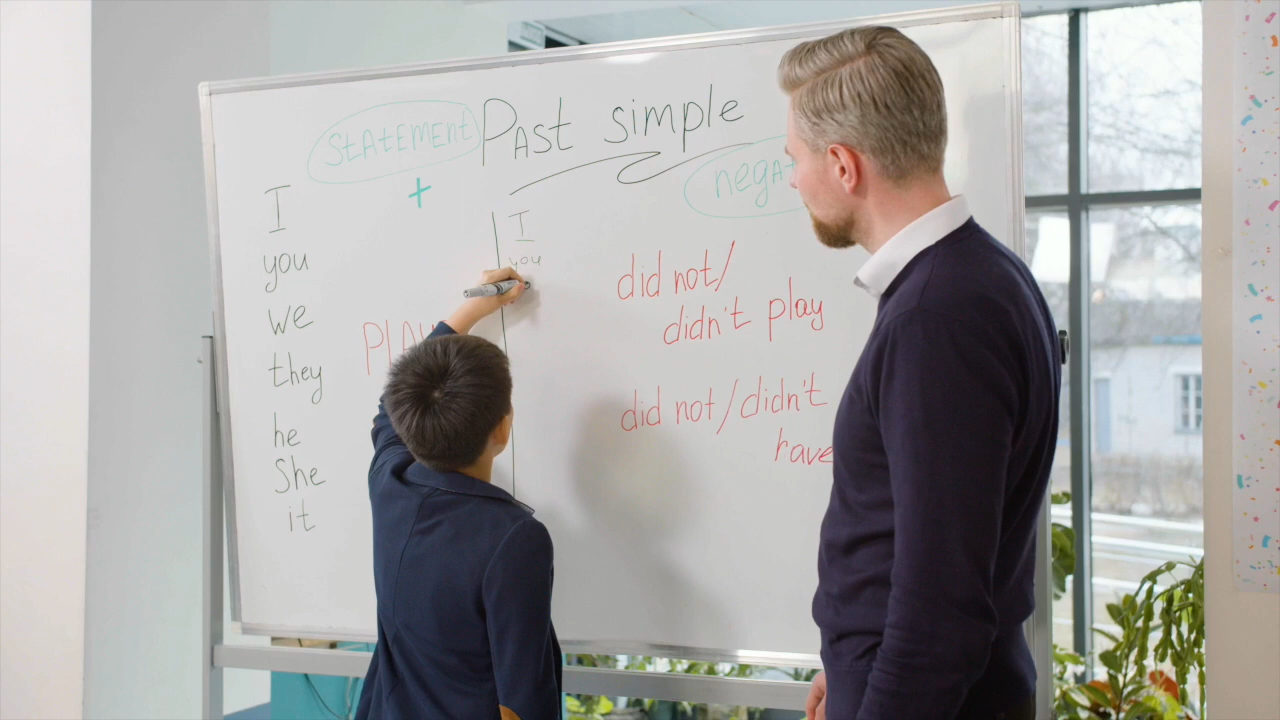 Past simple
STATEMENT
+
I
you
we
they
he
She
it
I
you
did not/
didn't play
did not/didn't
have